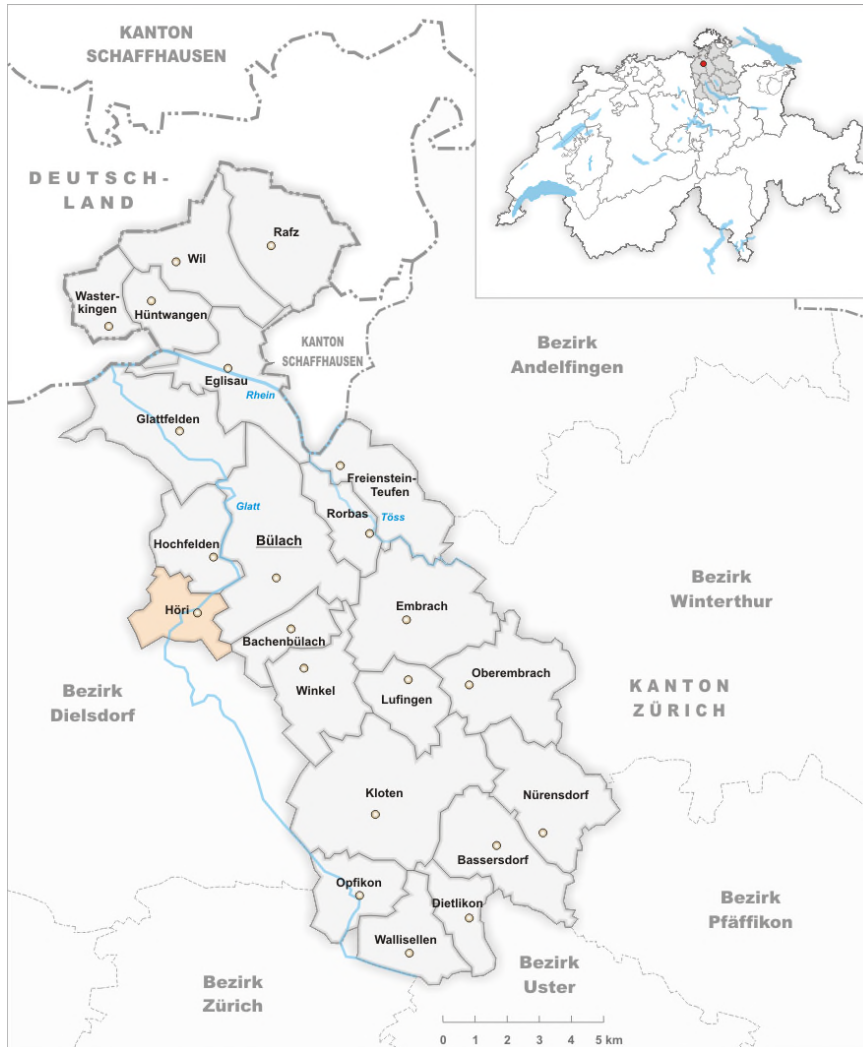 KANTON
SCHAFFHAUSEN
DEUTSCH-
LAND
Rafz
Wil
Waster-
kingen
Hüntwangen
KANTON
SCHAFFHAUSEN
Bezirk
Andelfingen
Eglisau
Rhein
Glattfelden
Freienstein-
Teufen
Glatt
Rorbas
Töss
Hochfelden
Bülach
Bezirk
Winterthur
Höri
Embrach
Bachenbülach
Oberembrach
Bezirk
Dielsdorf
Winkel
Lufingen
KANTON
ZÜRICH
Kloten
Nürensdorf
Bassersdorf
Opfikon
Dietlikon
Bezirk
Pfäffikon
Wallisellen
Bezirk
Zürich
Bezirk
Uster
0 1 2 3 4 5 km